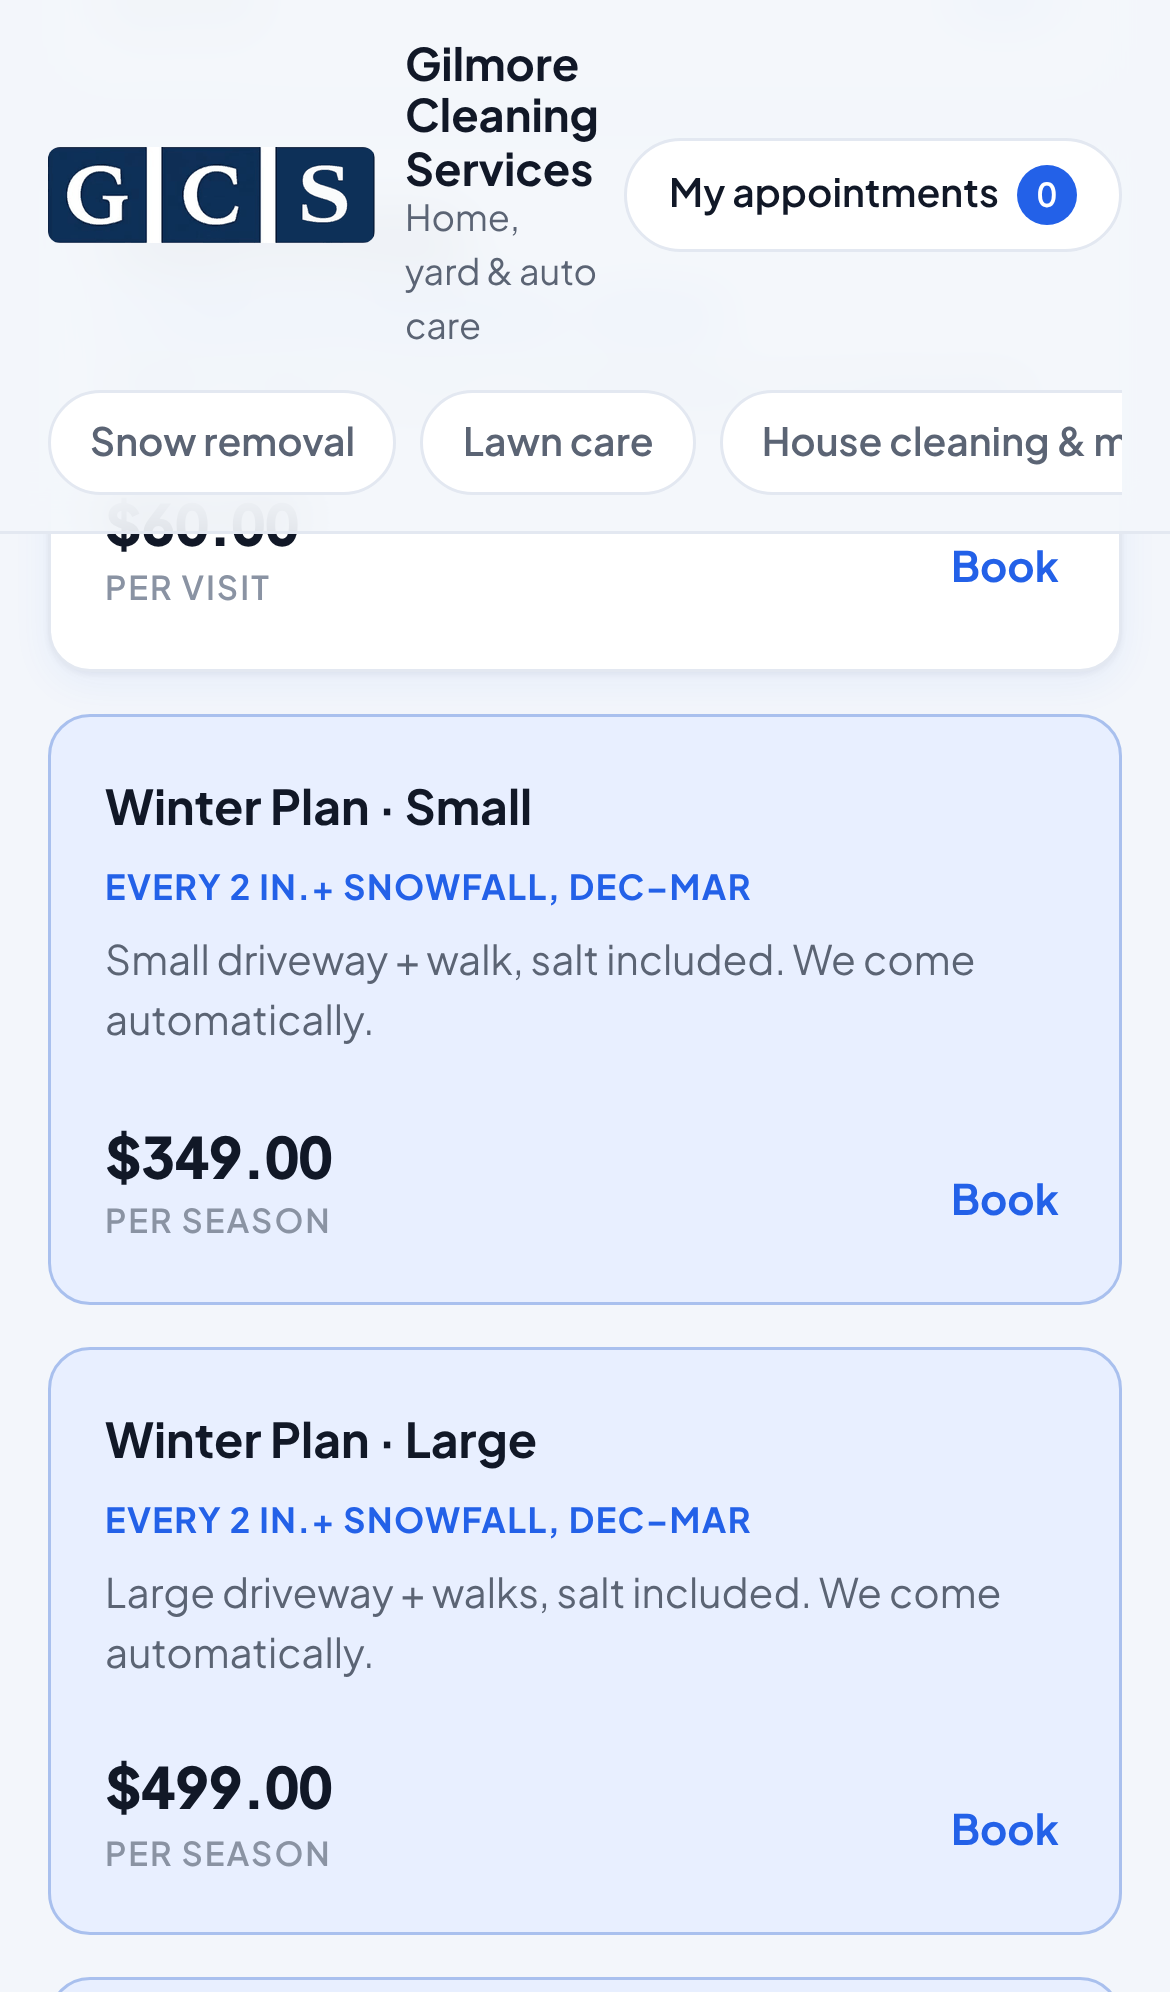 G C S
Gilmore
Cleaning
Services
Home,
yard & auto
care
My appointments 0
Snow removal
Lawn care
House cleaning & m
$60.00
PER VISIT
Book
Winter Plan · Small
EVERY 2 IN.+ SNOWFALL, DEC–MAR
Small driveway + walk, salt included. We come
automatically.
$349.00
PER SEASON
Book
Winter Plan · Large
EVERY 2 IN.+ SNOWFALL, DEC–MAR
Large driveway + walks, salt included. We come
automatically.
$499.00
PER SEASON
Book